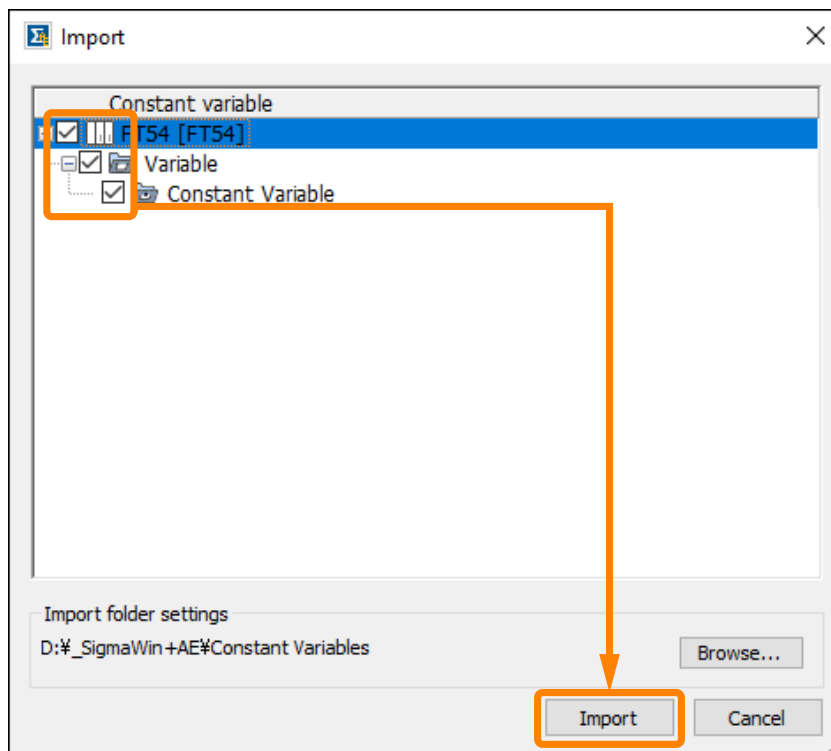 Import
Constant variable
FT54 [FT54]
Variable
Constant Variable
Import folder settings
D:¥_SigmaWin+AE¥Constant Variables
Browse...
Import
Cancel